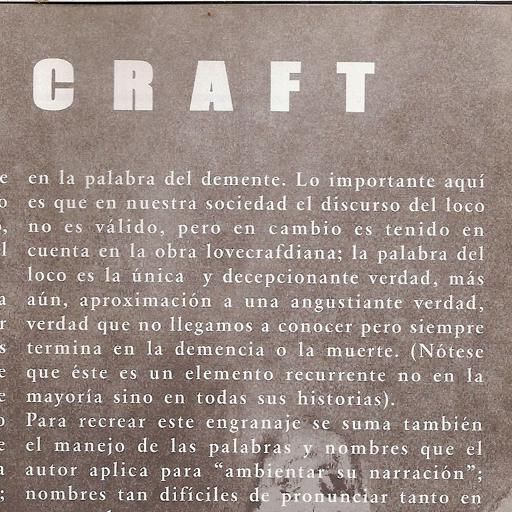 CRAFT
e en la palabra del demente. Lo importante aquí
o es que en nuestra sociedad el discurso del loco
, no es válido, pero en cambio es tenido en
l cuenta en la obra lovecrafdiana; la palabra del
loco es la única y decepcionante verdad, más
a aún, aproximación a una angustiante verdad,
r verdad que no llegamos a conocer pero siempre
s termina en la demencia o la muerte. (Nótese
e que éste es un elemento recurrente no en la
e mayoría sino en todas sus historias).
o Para recrear este engranaje se suma también
e el manejo de las palabras y nombres que el
a autor aplica para “ambientar su narración”;
; nombres tan difíciles de pronunciar tanto en